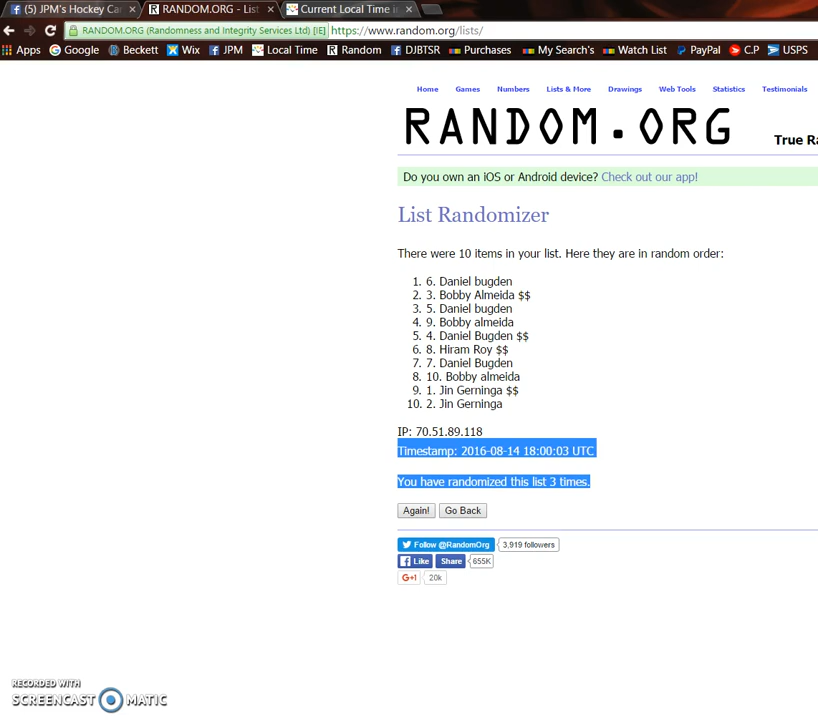 (5) JPM's Hockey Ca
RANDOM.ORG - List
Current Local Time i
RANDOM.ORG (Randomness and Integrity Services Ltd) [IE]
https://www.random.org/lists/
Apps
Google
Beckett
Wix
JPM
Local Time
Random
DJBTSR
Purchases
My Search's
Watch List
PayPal
C.P
USPS
Home
Games
Numbers
Lists & More
Drawings
Web Tools
Statistics
Testimonials
RANDOM.ORG
True Ra
Do you own an iOS or Android device? Check out our app!
List Randomizer
There were 10 items in your list. Here they are in random order:
1. 6. Daniel bugden
2. 3. Bobby Almeida $$
3. 5. Daniel bugden
4. 9. Bobby almeida
5. 4. Daniel Bugden $$
6. 8. Hiram Roy $$
7. 7. Daniel Bugden
8. 10. Bobby almeida
9. 1. Jin Gerninga $$
10. 2. Jin Gerninga
IP: 70.51.89.118
Timestamp: 2016-08-14 18:00:03 UTC
You have randomized this list 3 times.
Again!
Go Back
Follow @RandomOrg
3,919 followers
Like
Share
655K
G+1
20k
RECORDED WITH
SCREENCAST MATIC